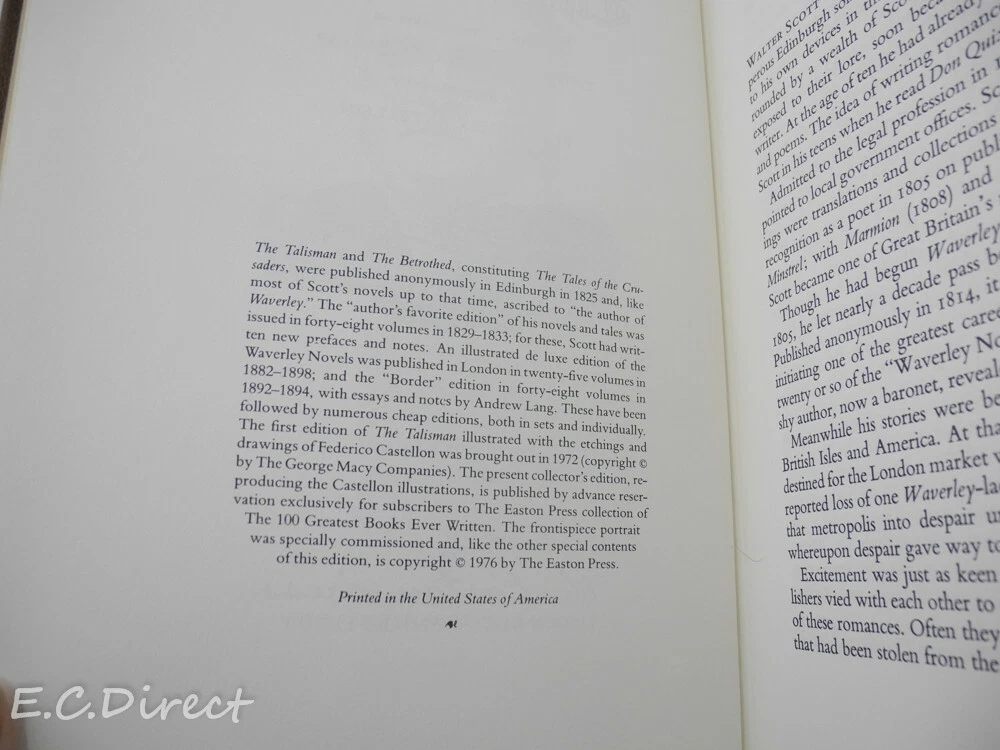 The Talisman and The Betrothed, constituting The Tales of the Cru-
saders, were published anonymously in Edinburgh in 1825 and, like
most of Scott's novels up to that time, ascribed to "the author of
Waverley." The "author's favorite edition" of his novels and tales was
issued in forty-eight volumes in 1829–1833; for these, Scott had writ-
ten new prefaces and notes. An illustrated de luxe edition of the
Waverley Novels was published in London in twenty-five volumes in
1882–1898; and the "Border" edition in forty-eight volumes in
1892–1894, with essays and notes by Andrew Lang. These have been
followed by numerous cheap editions, both in sets and individually.
The first edition of The Talisman illustrated with the etchings and
drawings of Federico Castellon was brought out in 1972 (copyright ©
by The George Macy Companies). The present collector's edition, re-
producing the Castellon illustrations, is published by advance reser-
vation exclusively for subscribers to The Easton Press collection of
The 100 Greatest Books Ever Written. The frontispiece portrait
was specially commissioned and, like the other special contents
of this edition, is copyright © 1976 by The Easton Press.
Printed in the United States of America
WALTER SCOTT
perous Edinburgh
to his own devices in
rounded by a wealth of
exposed to their lore, soon
writer. At the age of ten he had already
and poems. The idea of writing romance
Scott in his teens when he read Don
Admitted to the legal profession in
pointed to local government offices.
ings were translations and collections
recognition as a poet in 1805 on
Minstrel; with Marmion (1808) and
Scott became one of Great Britain's
Though he had begun Waverley
1805, he let nearly a decade pass
Published anonymously in 1814, it
initiating one of the greatest
twenty or so of the "Waverley
shy author, now a baronet,
Meanwhile his stories were
British Isles and America. At
destined for the London market
reported loss of one
that metropolis into despair
whereupon despair gave way
Excitement was just as keen
lishers vied with each other to
of these romances. Often they
that had been stolen from the
E.C.Direct